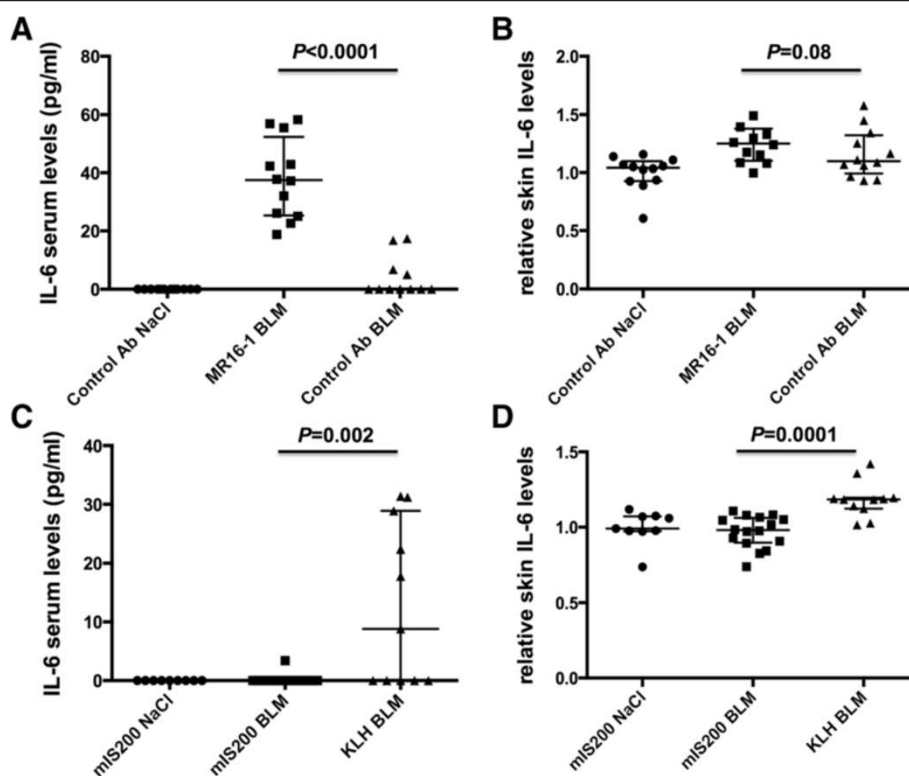 A
IL-6 serum levels (pg/ml)
80
60
40
20
0
P<0.0001
Control Ab NaCl
MR16-1 BLM
Control Ab BLM
B
relative skin IL-6 levels
2.0
1.5
1.0
0.5
0.0
P=0.08
Control Ab NaCl
MR16-1 BLM
Control Ab BLM
C
IL-6 serum levels (pg/ml)
40
30
20
10
0
P=0.002
mIS200 NaCl
mIS200 BLM
KLH BLM
D
relative skin IL-6 levels
1.5
1.0
0.5
0.0
P=0.0001
mIS200 NaCl
mIS200 BLM
KLH BLM